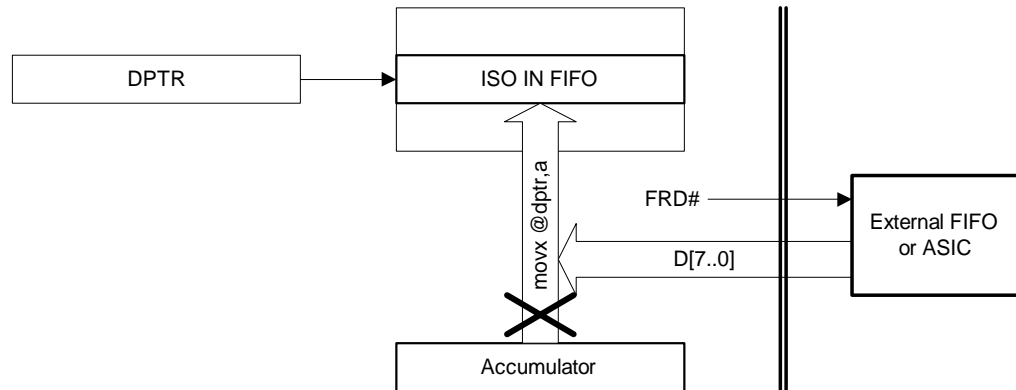 DPTR
ISO IN FIFO
movx @dptr,a
FRD#
External FIFO
or ASIC
D[7..0]
Accumulator